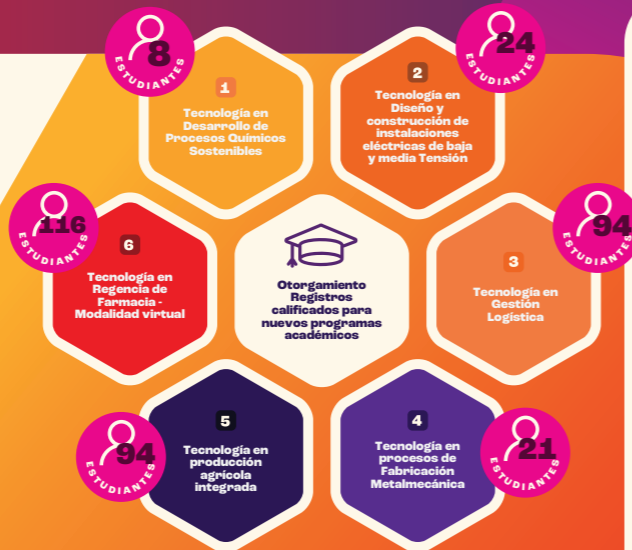 8
ESTUDIANTES
1
Tecnología en
Desarrollo de
Procesos Químicos
Sostenibles
24
ESTUDIANTES
2
Tecnología en
Diseño y
construcción de
instalaciones
eléctricas de baja
y media Tensión
116
ESTUDIANTES
6
Tecnología en
Regencia de
Farmacia -
Modalidad virtual
Otorgamiento
Registros
calificados para
nuevos programas
académicos
94
ESTUDIANTES
3
Tecnología en
Gestión
Logística
94
ESTUDIANTES
5
Tecnología en
producción
agrícola
integrada
21
ESTUDIANTES
4
Tecnología en
procesos de
Fabricación
Metalmecánica